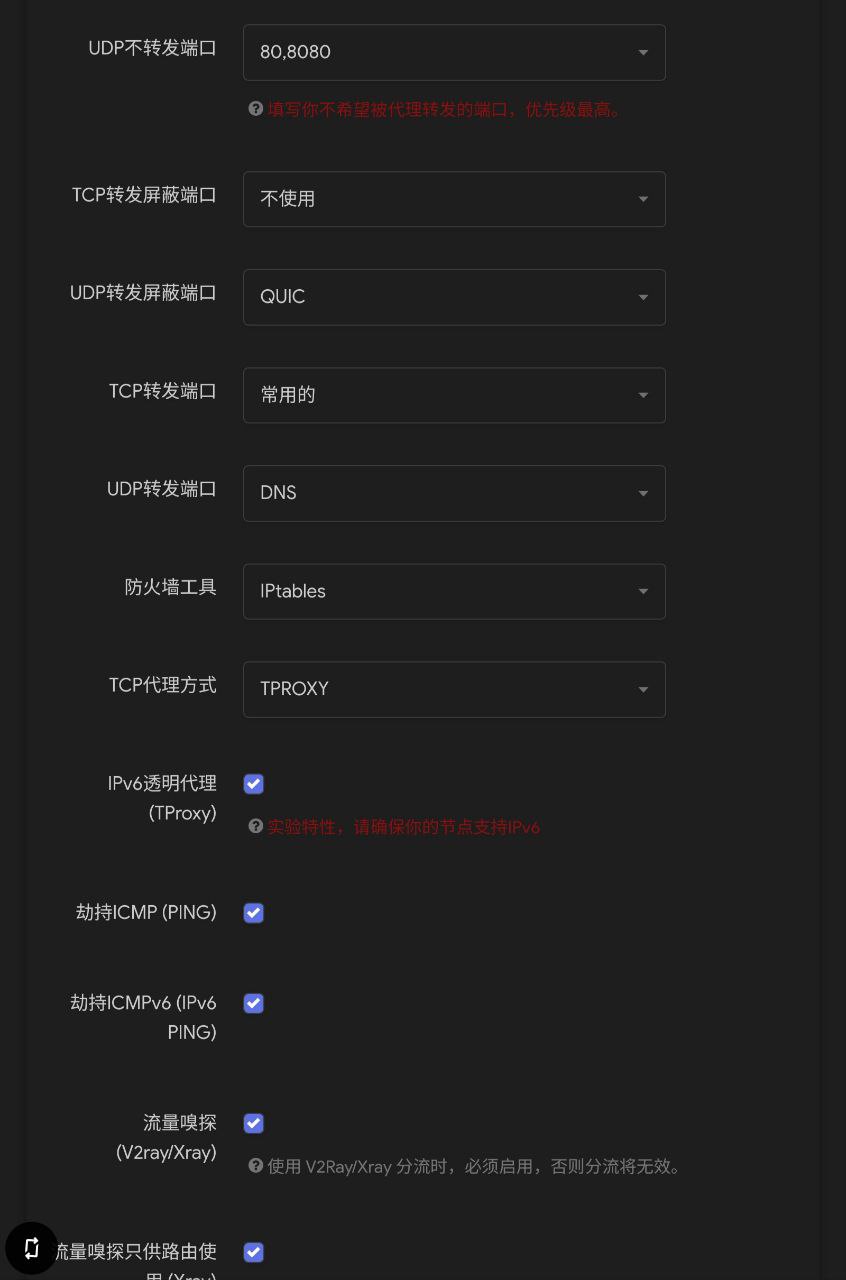 UDP不转发端口
80,8080
填写你不希望被代理转发的端口，优先级最高。
TCP转发屏蔽端口
不使用
UDP转发屏蔽端口
QUIC
TCP转发端口
常用的
UDP转发端口
DNS
防火墙工具
IPtables
TCP代理方式
TPROXY
IPv6透明代理
(TProxy)
实验特性，请确保你的节点支持IPv6
劫持ICMP (PING)
劫持ICMPv6 (IPv6
PING)
流量嗅探
(V2ray/Xray)
使用 V2Ray/Xray 分流时，必须启用，否则分流将无效。
流量嗅探只供路由使
用 (Xray)